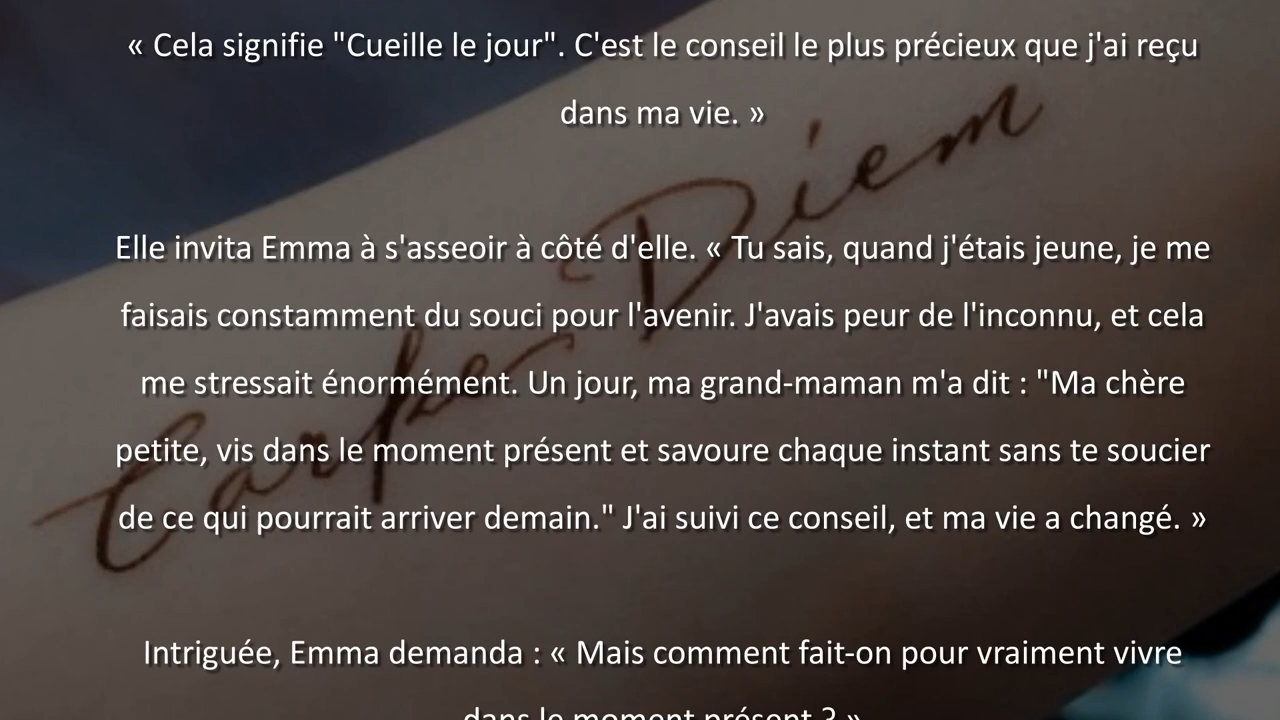 « Cela signifie "Cueille le jour". C'est le conseil le plus précieux que j'ai reçu
dans ma vie. »
Elle invita Emma à s'asseoir à côté d'elle. « Tu sais, quand j'étais jeune, je me
faisais constamment du souci pour l'avenir. J'avais peur de l'inconnu, et cela
me stressait énormément. Un jour, ma grand-maman m'a dit : "Ma chère
petite, vis dans le moment présent et savoure chaque instant sans te soucier
de ce qui pourrait arriver demain." J'ai suivi ce conseil, et ma vie a changé. »
Intriguée, Emma demanda : « Mais comment fait-on pour vraiment vivre
dans le moment présent ? »
Carpe Diem